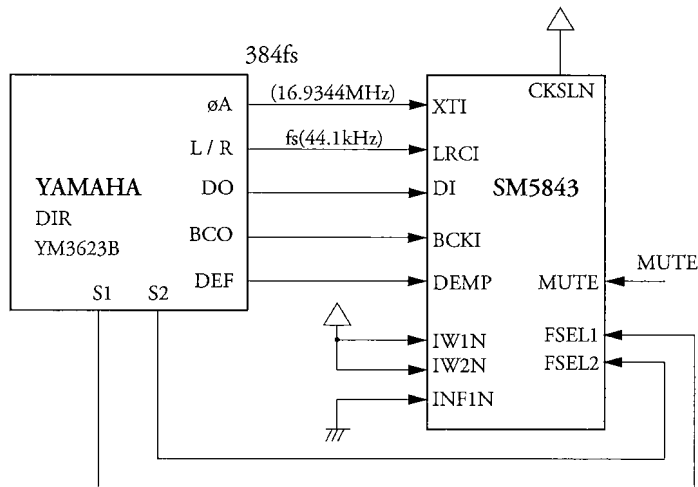 384fs
øA
(16.9344MHz)
XTI
CKSLN
L / R
fs(44.1kHz)
LRCI
YAMAHA
DO
DI
SM5843
DIR
YM3623B
BCO
BCKI
DEF
DEMP
MUTE
MUTE
S1
S2
IW1N
FSEL1
IW2N
FSEL2
INF1N